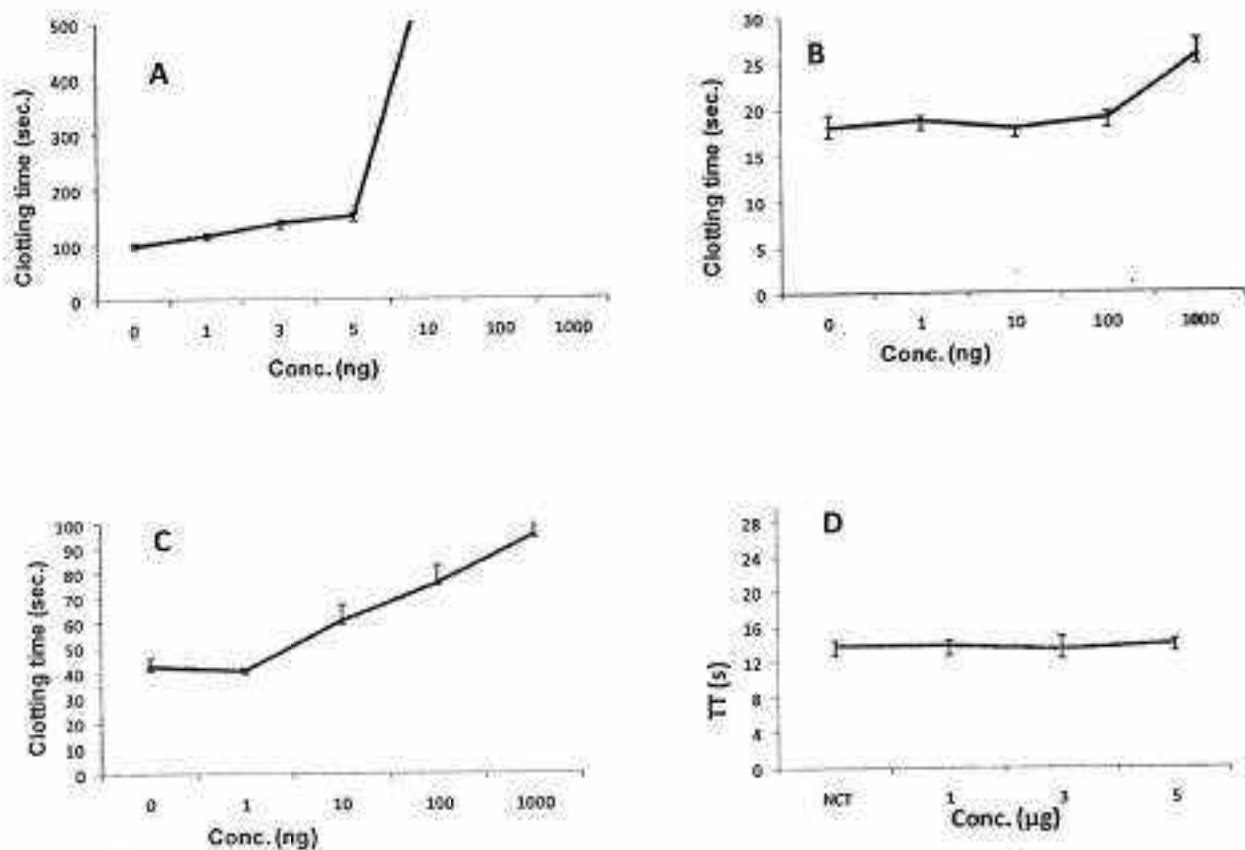 A
Clotting time (sec.)
500
400
300
200
100
0
0 1 3 5 10 100 1000
Conc. (ng)
B
Clotting time (sec.)
30
25
20
15
10
5
0
0 1 10 100 1000
Conc. (ng)
C
Clotting time (sec.)
100
90
80
70
60
50
40
30
20
10
0
0 1 10 100 1000
Conc. (ng)
D
TT (s)
28
24
20
16
12
8
4
0
NCT 1 3 5
Conc. (µg)